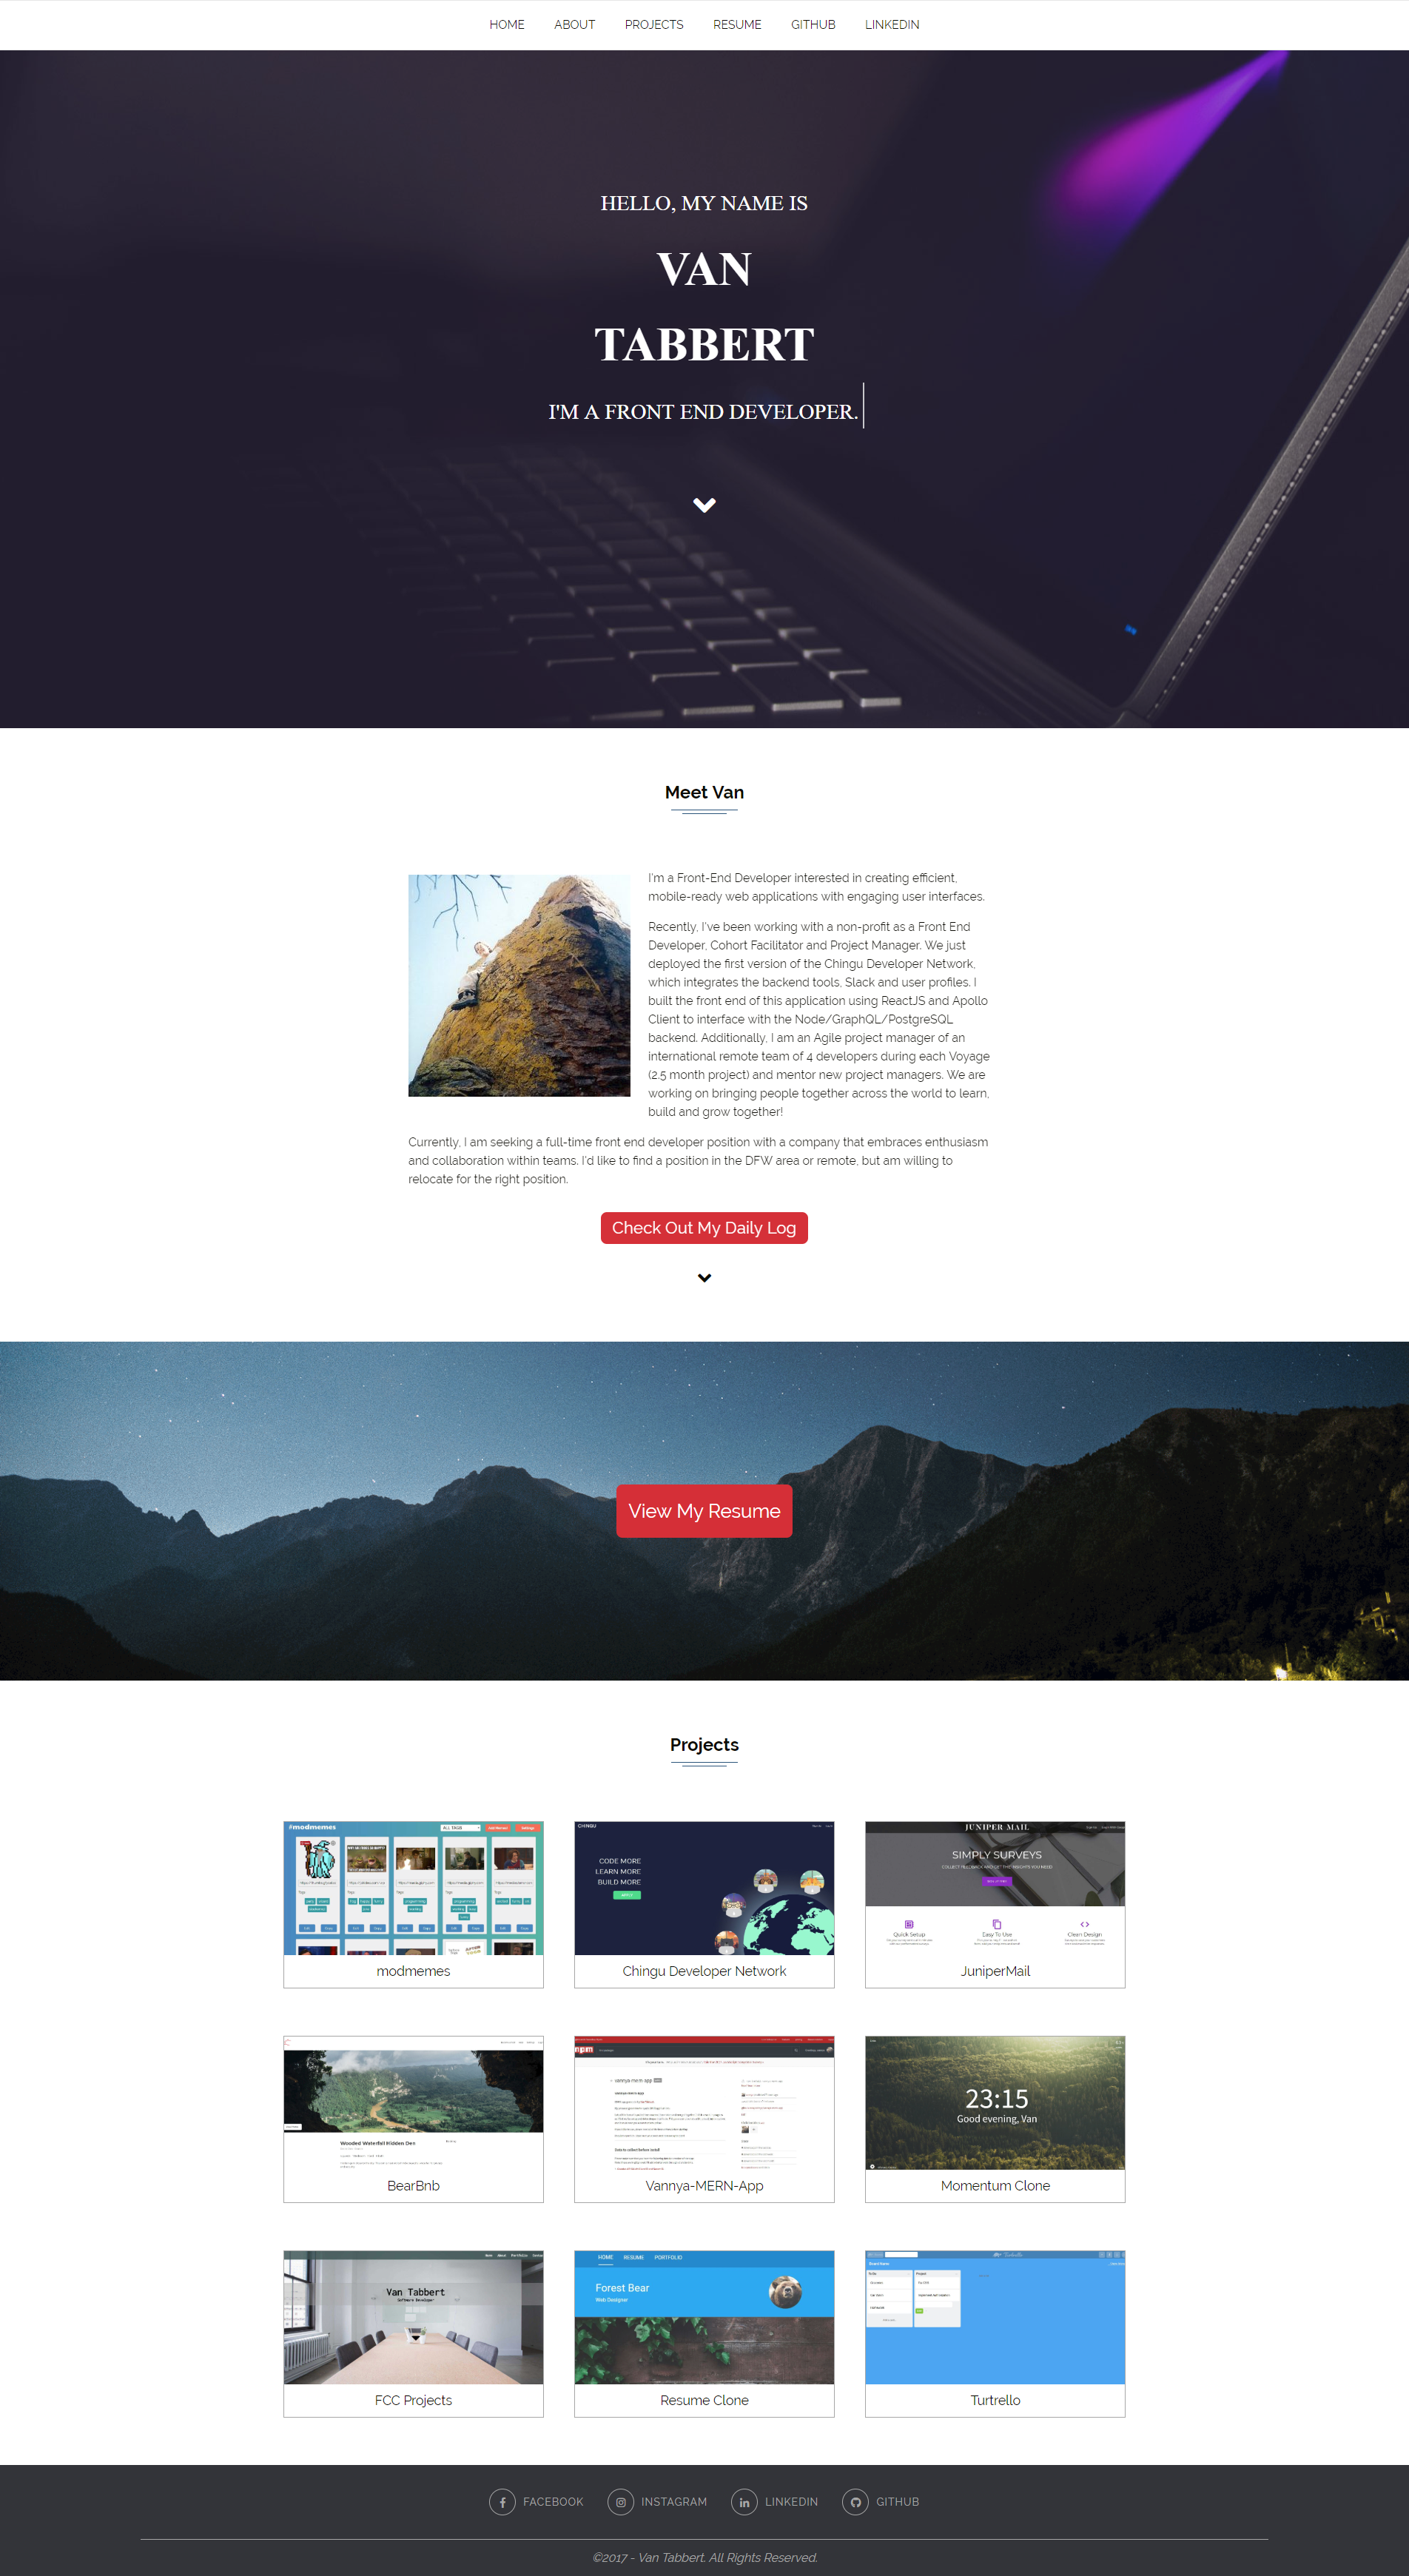 HOME ABOUT PROJECTS RESUME GITHUB LINKEDIN
HELLO, MY NAME IS
VAN
TABBERT
I'M A FRONT END DEVELOPER.
Meet Van
I'm a Front-End Developer interested in creating efficient,
mobile-ready web applications with engaging user interfaces.
Recently, I've been working with a non-profit as a Front End
Developer, Cohort Facilitator and Project Manager. We just
deployed the first version of the Chingu Developer Network,
which integrates the backend tools, Slack and user profiles. I
built the front end of this application using ReactJS and Apollo
Client to interface with the Node/GraphQL/PostgreSQL
backend. Additionally, I am an Agile project manager of an
international remote team of 4 developers during each Voyage
(2.5 month project) and mentor new project managers. We are
working on bringing people together across the world to learn,
build and grow together!
Currently, I am seeking a full-time front end developer position with a company that embraces enthusiasm
and collaboration within teams. I'd like to find a position in the DFW area or remote, but am willing to
relocate for the right position.
Check Out My Daily Log
View My Resume
Projects
#modmemes
ALL TAGS
modmemes
CHINGU
CODE MORE
LEARN MORE
BUILD MORE
Chingu Developer Network
JUNIPER MAIL
SIMPLY SURVEYS
Quick Setup Easy To Use Clean Design
JuniperMail
Wooded Waterfall Hidden Den
BearBnb
npm
vannya mern app
Vannya-MERN-App
23:15
Good evening, Van
Momentum Clone
Van Tabbert
Software Developer
FCC Projects
HOME RESUME PORTFOLIO
Forest Bear
Web Designer
Resume Clone
Turtrello
FACEBOOK INSTAGRAM LINKEDIN GITHUB
©2017 - Van Tabbert. All Rights Reserved.